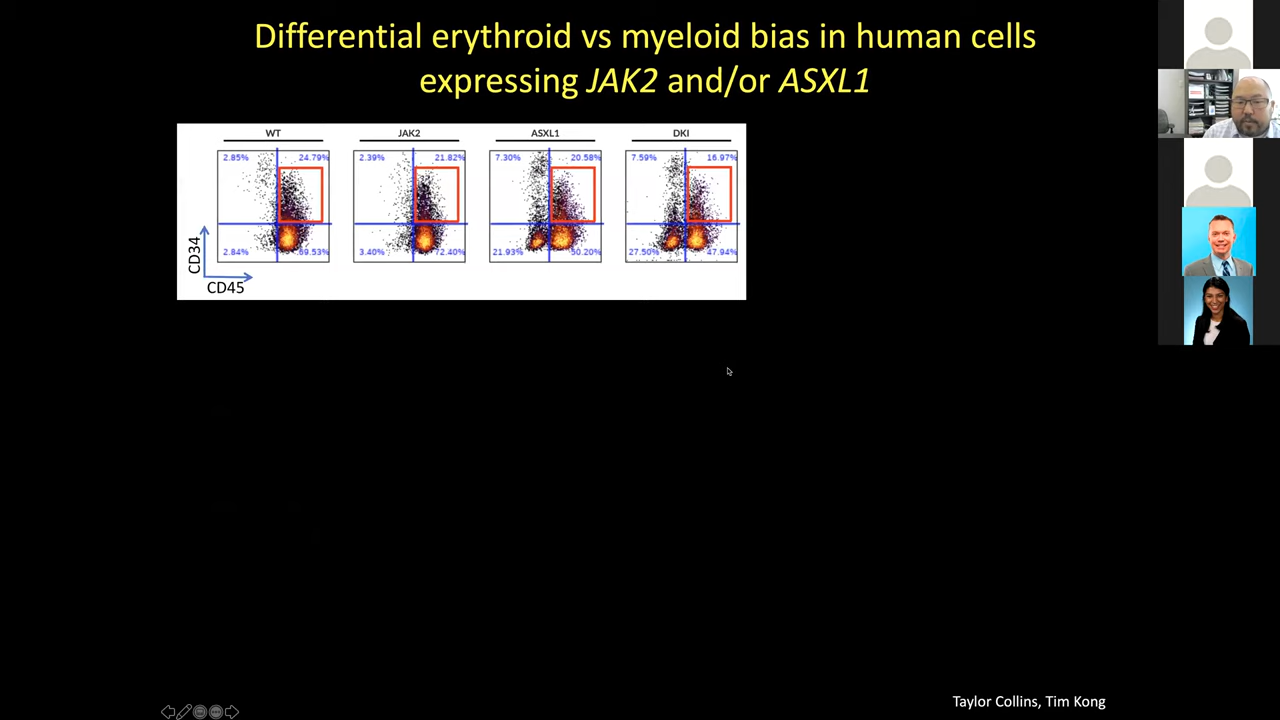 Differential erythroid vs myeloid bias in human cells
expressing JAK2 and/or ASXL1
WT JAK2 ASXL1 DKI
2.85% 24.79% 2.39% 21.82% 7.30% 20.58% 7.59% 16.97%
2.84% 69.53% 3.40% 72.40% 21.93% 50.20% 27.50% 47.94%
CD34
CD45
Taylor Collins, Tim Kong